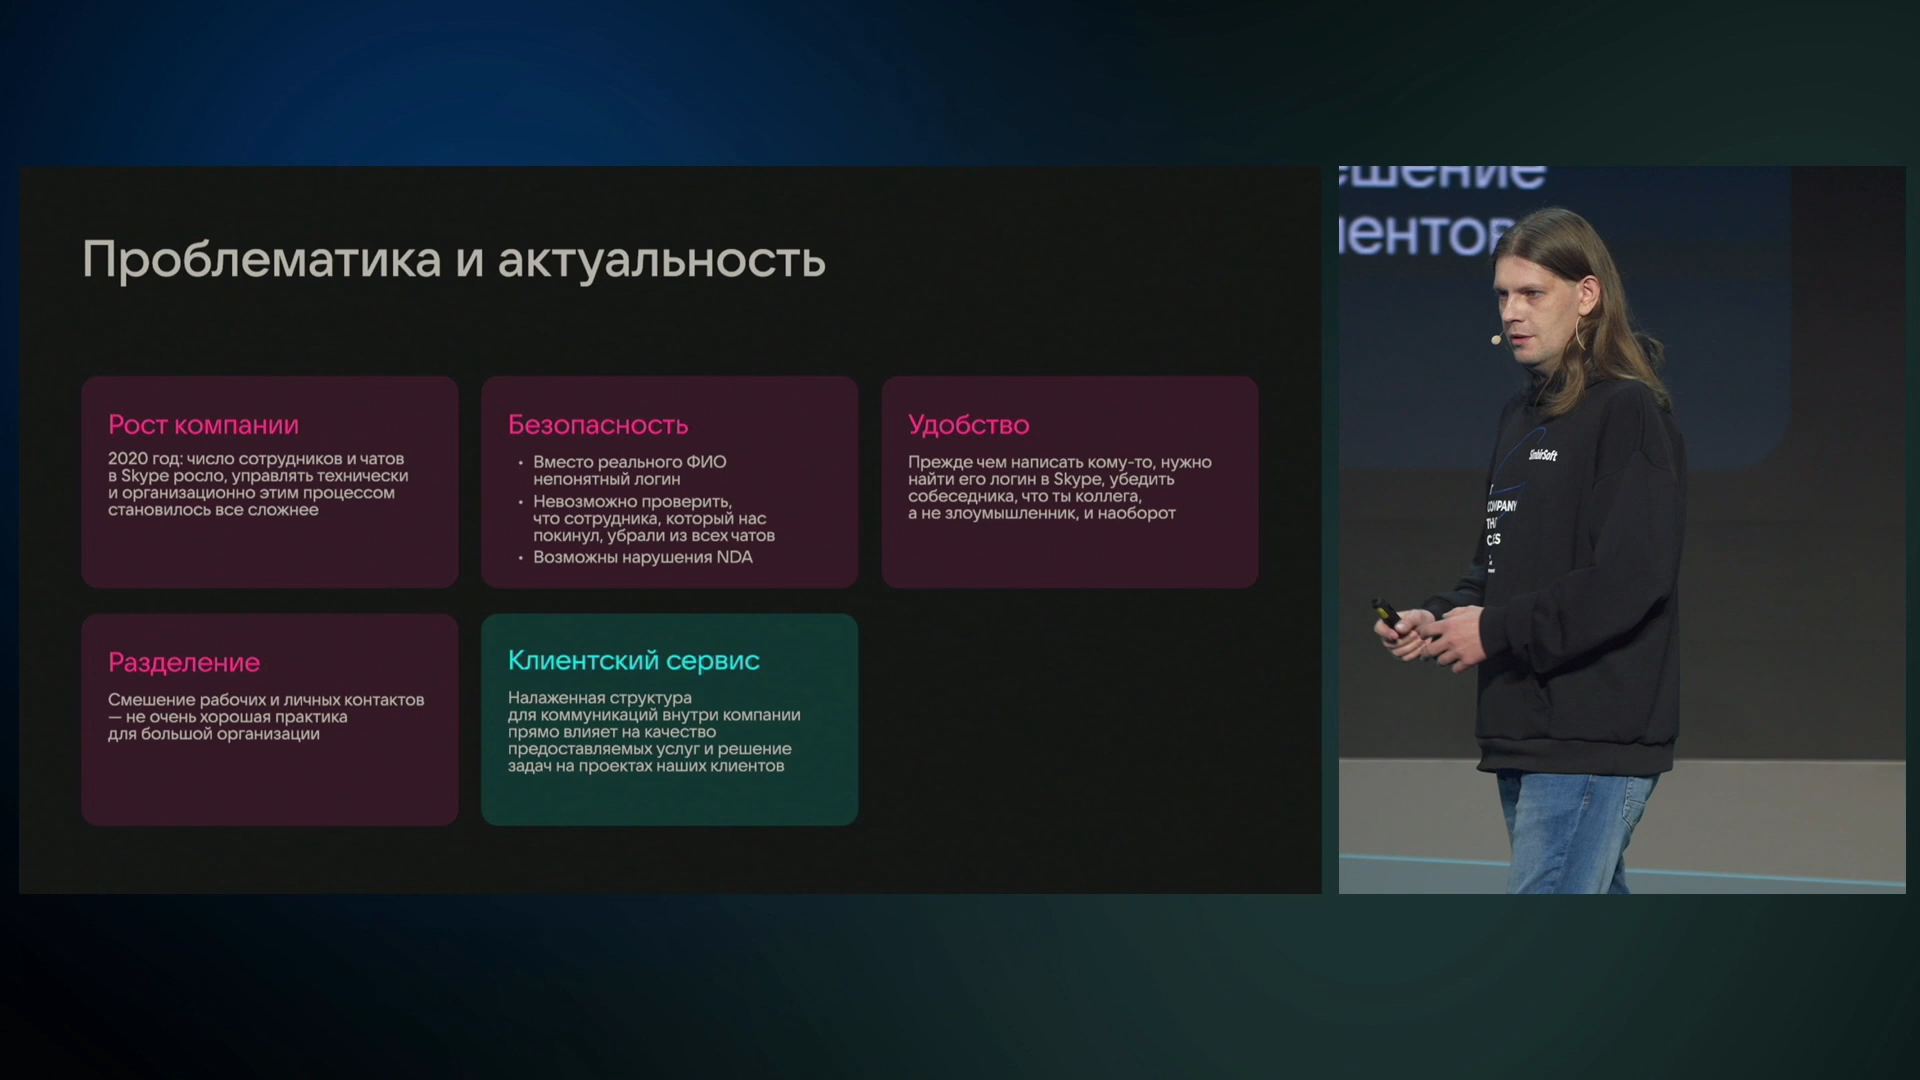 Проблематика и актуальность
Рост компании
2020 год: число сотрудников и чатов
в Skype росло, управлять технически
и организационно этим процессом
становилось все сложнее
Безопасность
• Вместо реального ФИО
непонятный логин
• Невозможно проверить,
что сотрудника, который нас
покинул, убрали из всех чатов
• Возможны нарушения NDA
Удобство
Прежде чем написать кому-то, нужно
найти его логин в Skype, убедить
собеседника, что ты коллега,
а не злоумышленник, и наоборот
Разделение
Смешение рабочих и личных контактов
— не очень хорошая практика
для большой организации
Клиентский сервис
Налаженная структура
для коммуникаций внутри компании
прямо влияет на качество
предоставляемых услуг и решение
задач на проектах наших клиентов
ешение
иентов
SimbirSoft
COMPANY